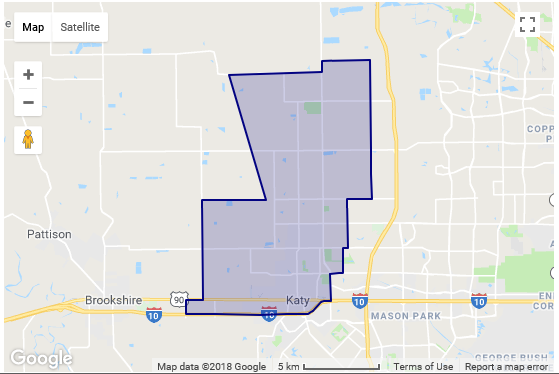 e
Map Satellite
+
COPP
P
Pattison
A
Brookshire
90
Katy
10
10
10
10
ENE
COR
MASON PARK
GEORGE BUSH
Google
Map data ©2018 Google 5 km Terms of Use Report a map error